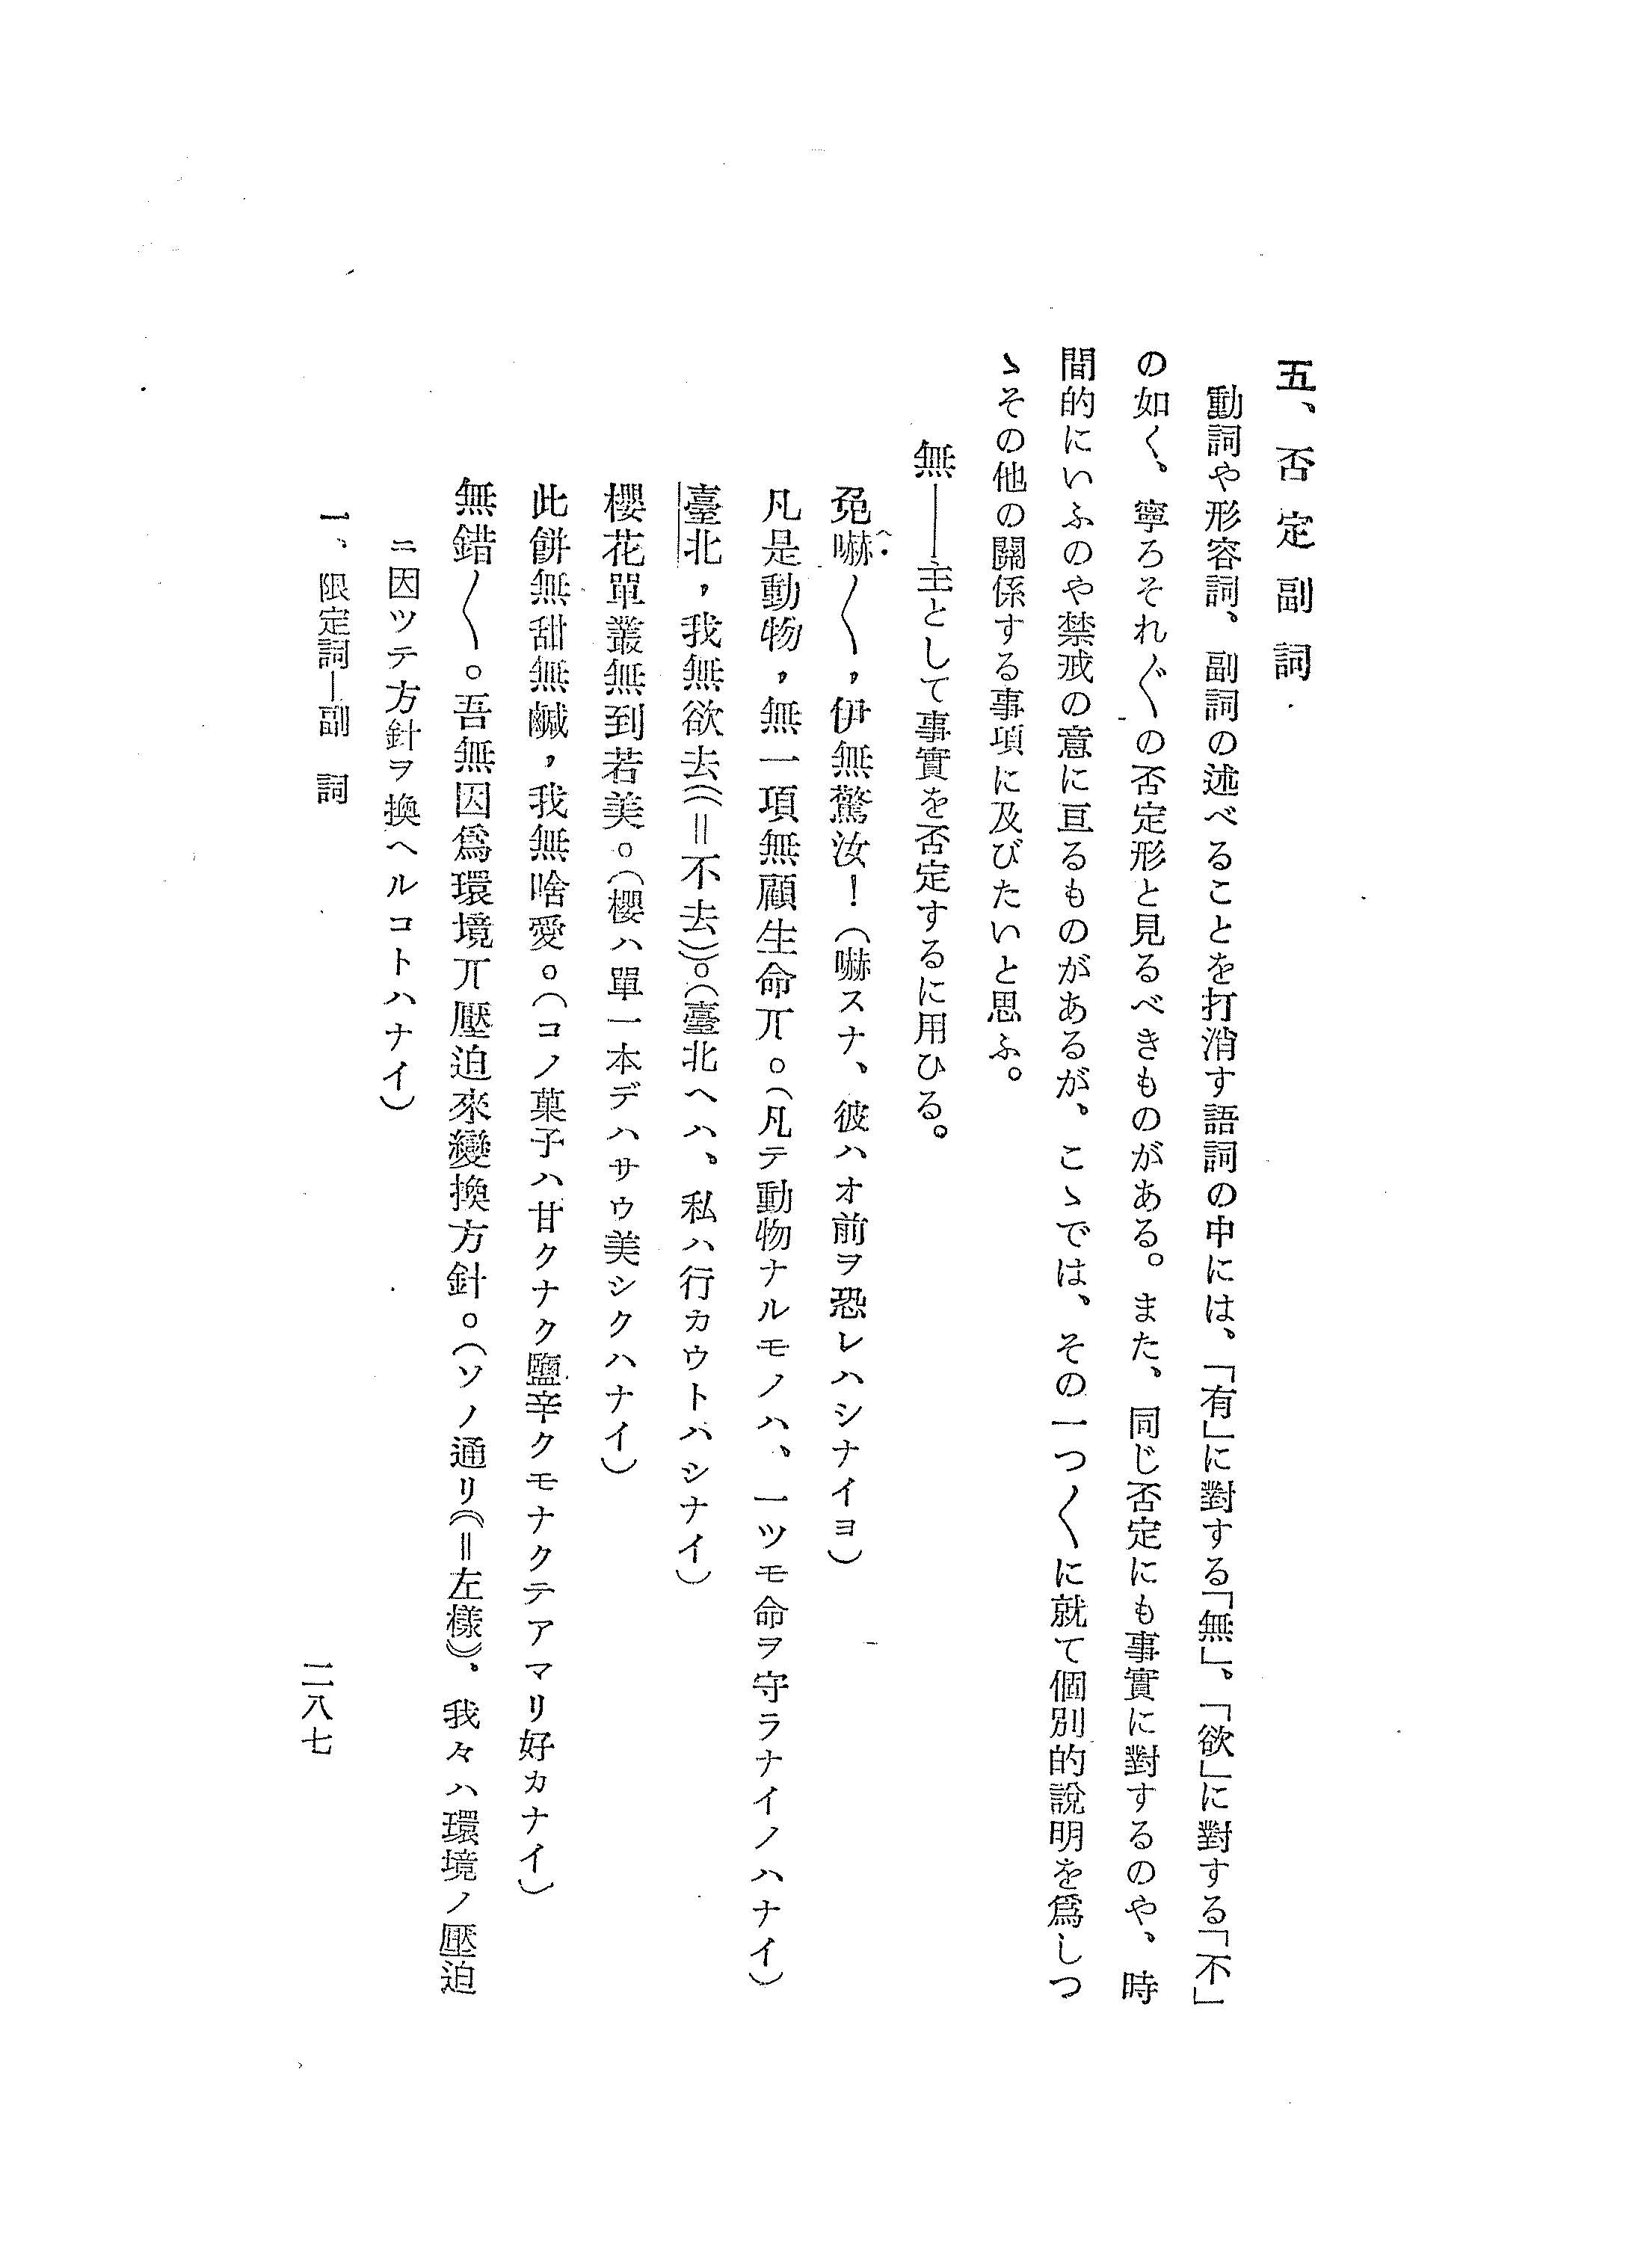 五、否定副詞
動詞や形容詞、副詞の述べることを打消す語詞の中には、「有」に對する「無」、「欲」に對する「不」
の如く、寧ろそれ〴〵の否定形と見るべきものがある。また、同じ否定にも事實に對するのや、時
間的にいふのや禁戒の意に亘るものがあるが、こゝでは、その一つ〱に就て個別的說明を爲しつ
ゝその他の關係する事項に及びたいと思ふ。
無――主として事實を否定するに用ひる。
免嚇〱，伊無驚汝！（嚇スナ、彼ハオ前ヲ恐レハシナイヨ）
凡是動物，無一項無顧生命丌。（凡テ動物ナルモノハ、一ツモ命ヲ守ラナイノハナイ）
臺北，我無欲去⸨＝不去⸩。（臺北ヘハ、私ハ行カウトハシナイ）
櫻花單叢無到若美。（櫻ハ單一本デハサウ美シクハナイ）
此餠無甜無鹹，我無啥愛。（コノ菓子ハ甘クナク鹽辛クモナクテアマリ好カナイ）
無錯〱。吾無因爲環境丌壓迫來變換方針。（ソノ通リ⸨＝左樣⸩、我々ハ環境ノ壓迫
ニ因ツテ方針ヲ換ヘルコトハナイ）
一、限定詞―副　詞
二八七